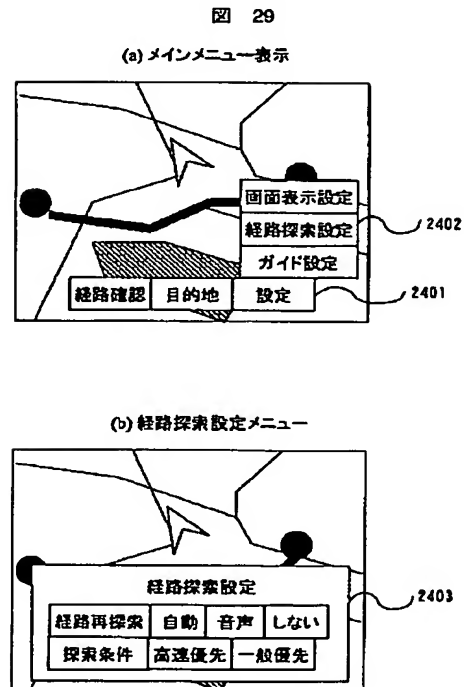 図 29
(a) メインメニュー表示
画面表示設定
経路探索設定
2402
ガイド設定
経路確認 目的地 設定
2401
(b) 経路探索設定メニュー
経路探索設定
2403
経路再探索 自動 音声 しない
探索条件 高速優先 一般優先